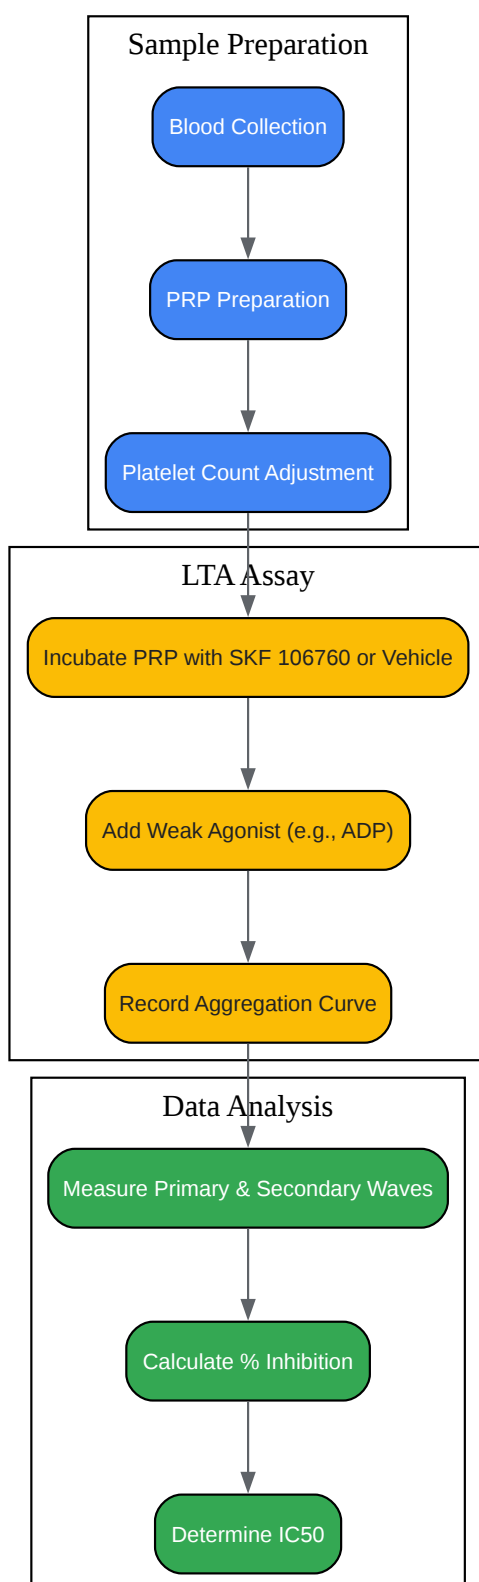 Sample Preparation
Blood Collection
PRP Preparation
Platelet Count Adjustment
LTA Assay
Incubate PRP with SKF 106760 or Vehicle
Add Weak Agonist (e.g., ADP)
Record Aggregation Curve
Data Analysis
Measure Primary & Secondary Waves
Calculate % Inhibition
Determine IC50